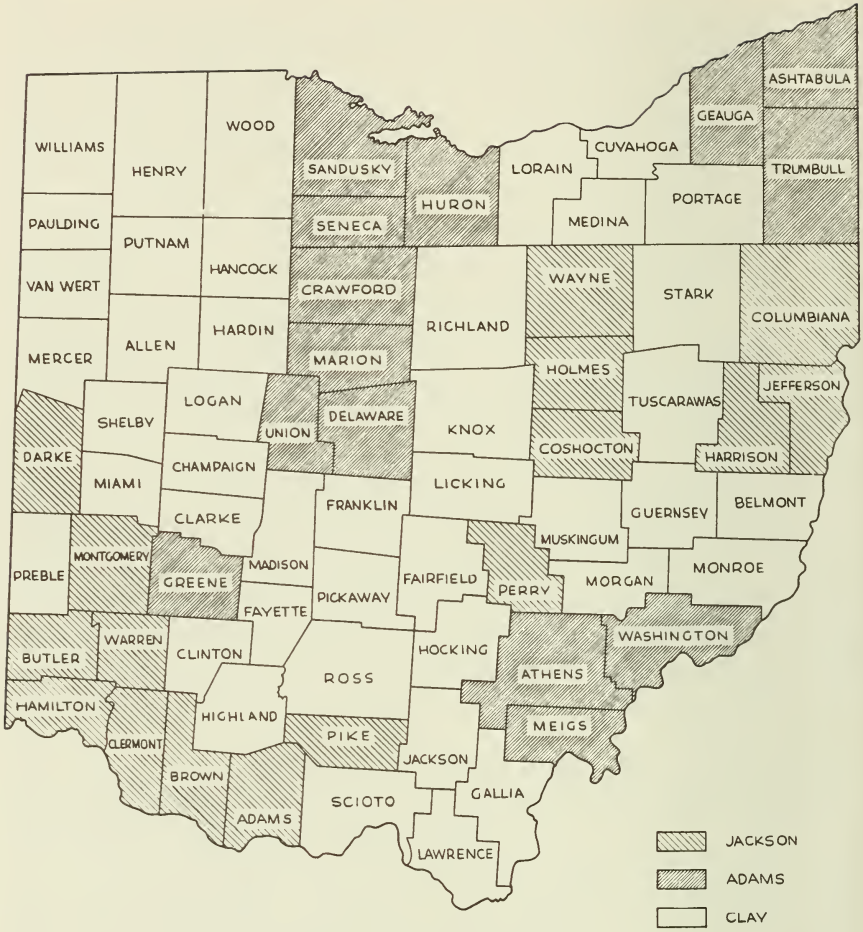 ASHTABULA
GEAUGA
WOOD
WILLIAMS
HENRY
SANDUSKY
LORAIN
CUYAHOGA
TRUMBULL
HURON
PORTAGE
PAULDING
SENECA
MEDINA
PUTNAM
VAN WERT
HANCOCK
CRAWFORD
WAYNE
STARK
COLUMBIANA
RICHLAND
HARDIN
MERCER
ALLEN
MARION
HOLMES
JEFFERSON
LOGAN
TUSCARAWAS
SHELBY
UNION
DELAWARE
KNOX
DARKE
CHAMPAIGN
COSHOCTON
HARRISON
MIAMI
LICKING
FRANKLIN
BELMONT
GUERNSEY
CLARKE
MUSKINGUM
MONTGOMERY
MADISON
PREBLE
GREENE
FAIRFIELD
PERRY
MORGAN
MONROE
PICKAWAY
FAYETTE
WARREN
WASHINGTON
BUTLER
CLINTON
HOCKING
ROSS
ATHENS
HAMILTON
HIGHLAND
MEIGS
CLERMONT
PIKE
JACKSON
BROWN
GALLIA
SCIOTO
ADAMS
LAWRENCE
JACKSON
ADAMS
CLAY